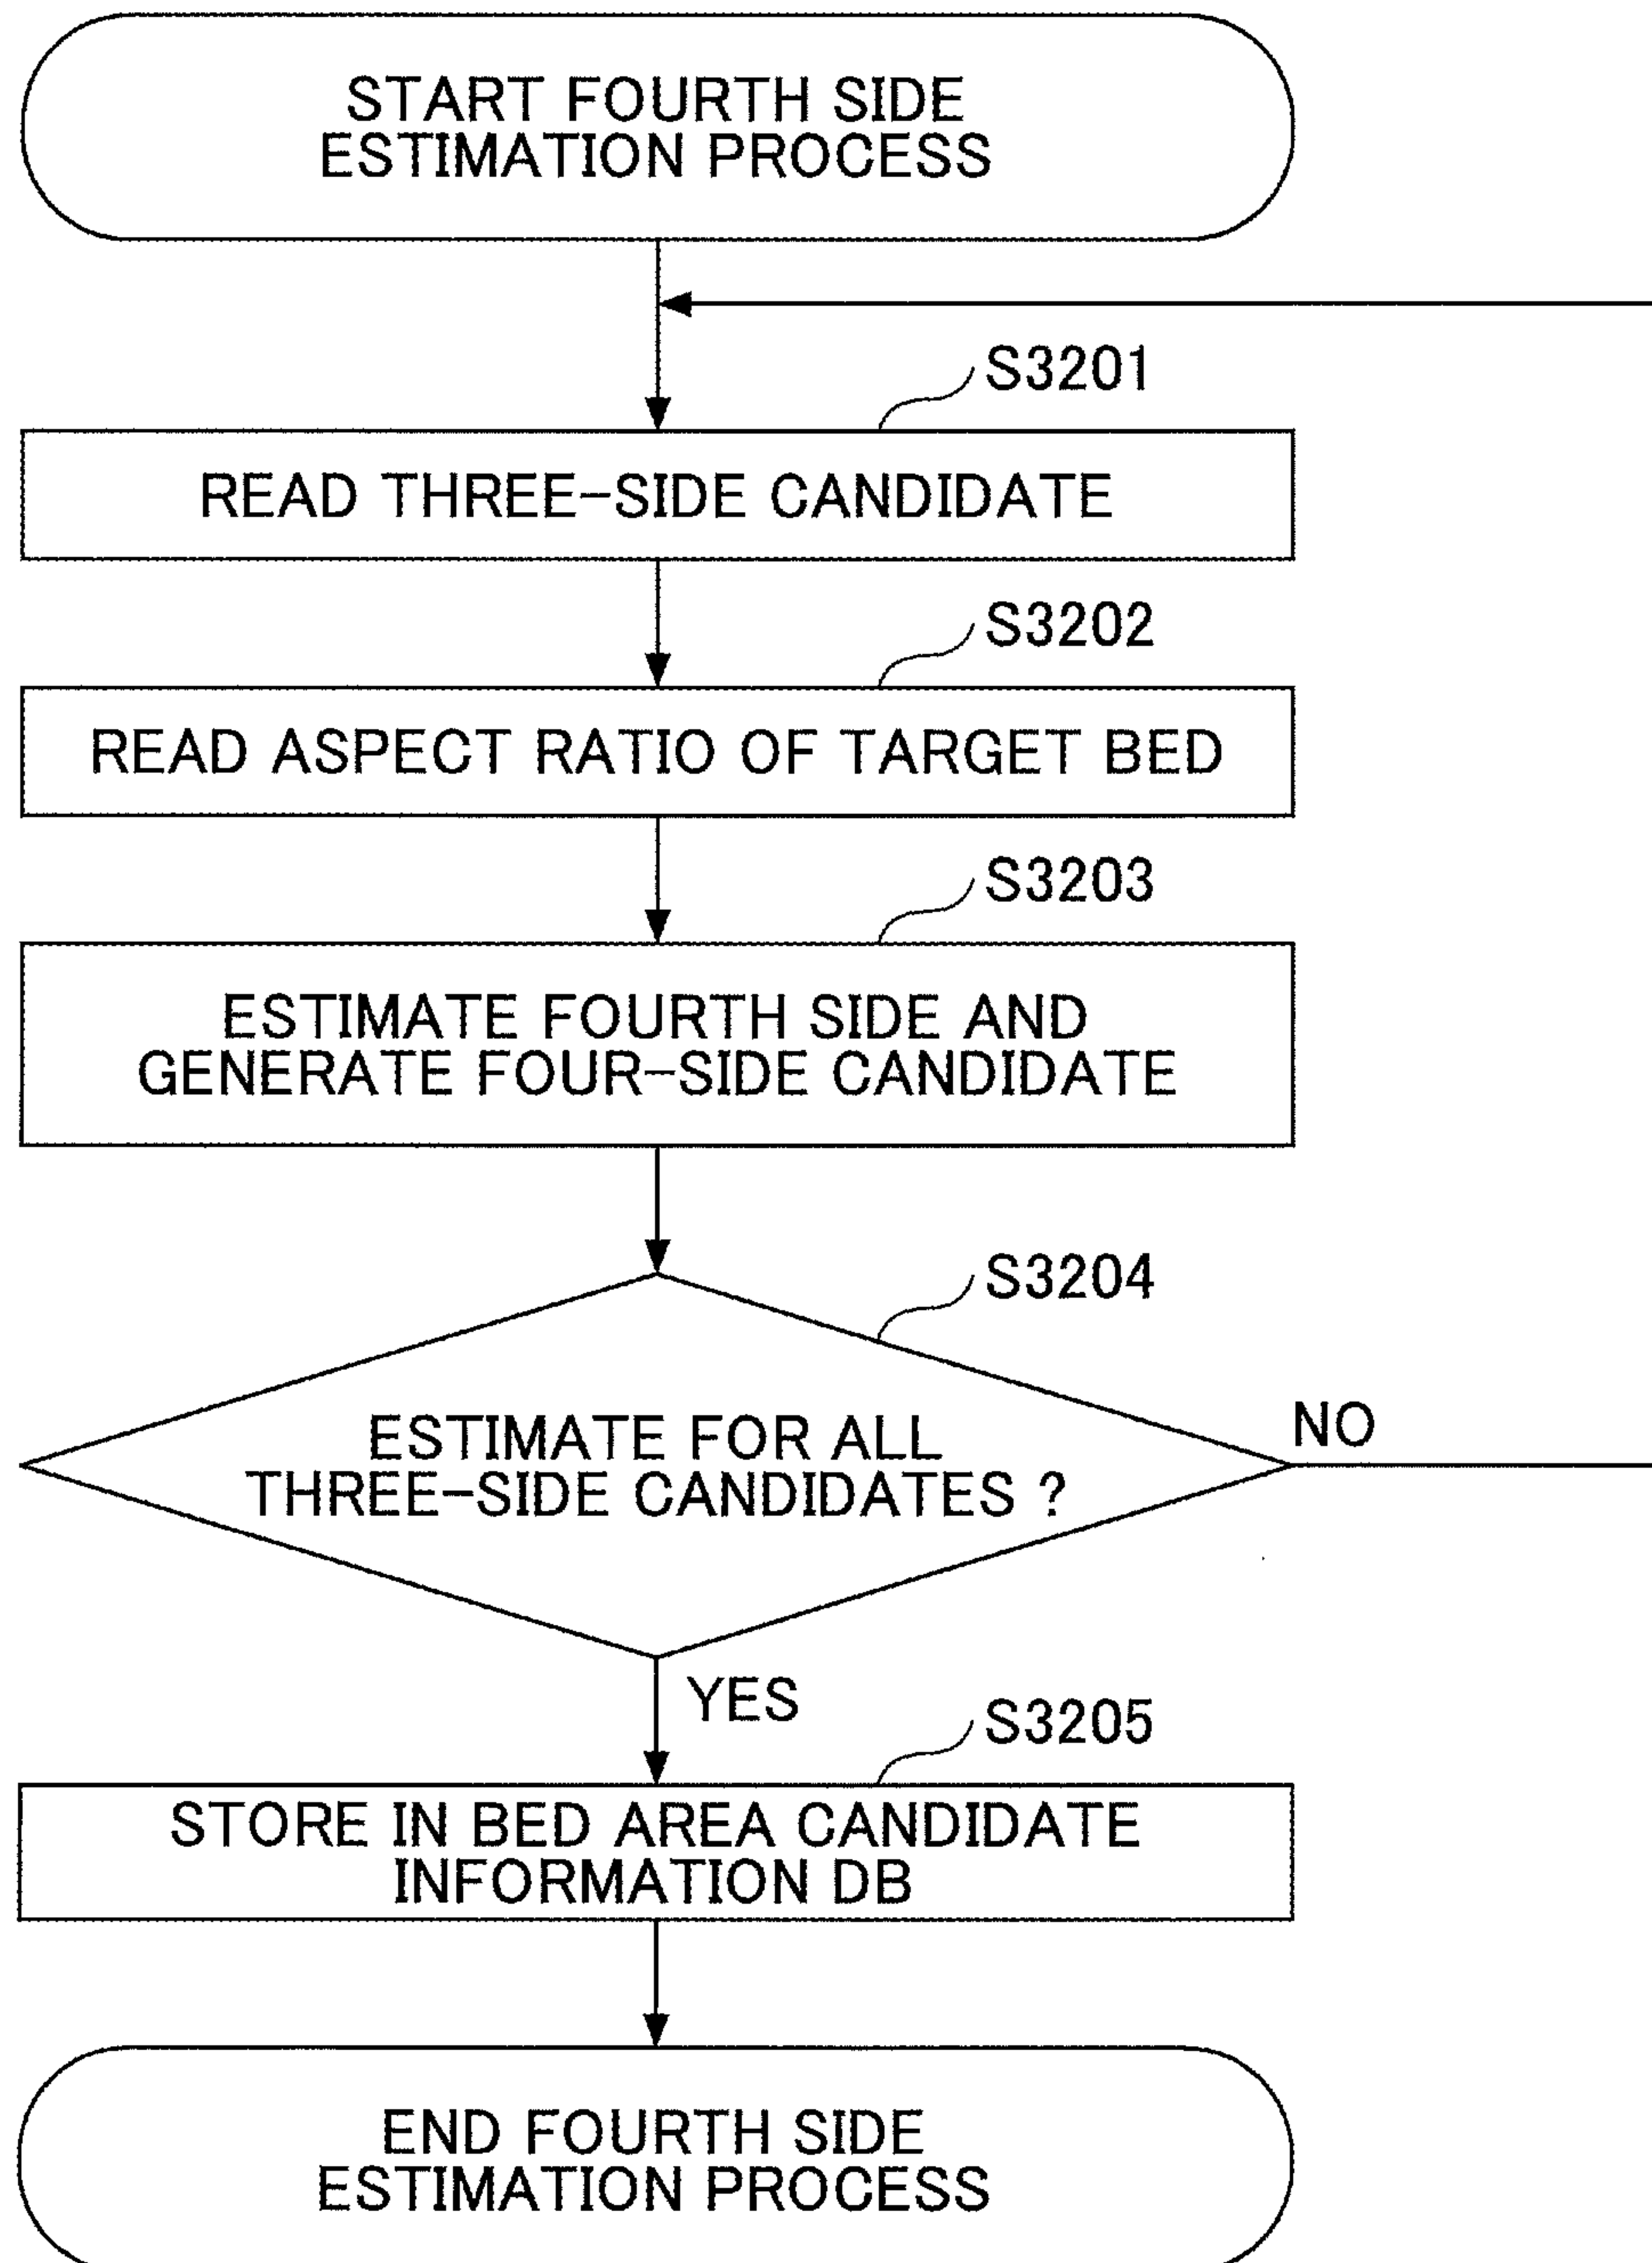 START FOURTH SIDE
ESTIMATION PROCESS
S3201
READ THREE-SIDE CANDIDATE
S3202
READ ASPECT RATIO OF TARGET BED
S3203
ESTIMATE FOURTH SIDE AND
GENERATE FOUR-SIDE CANDIDATE
S3204
ESTIMATE FOR ALL
THREE-SIDE CANDIDATES ?
NO
YES
S3205
STORE IN BED AREA CANDIDATE
INFORMATION DB
END FOURTH SIDE
ESTIMATION PROCESS